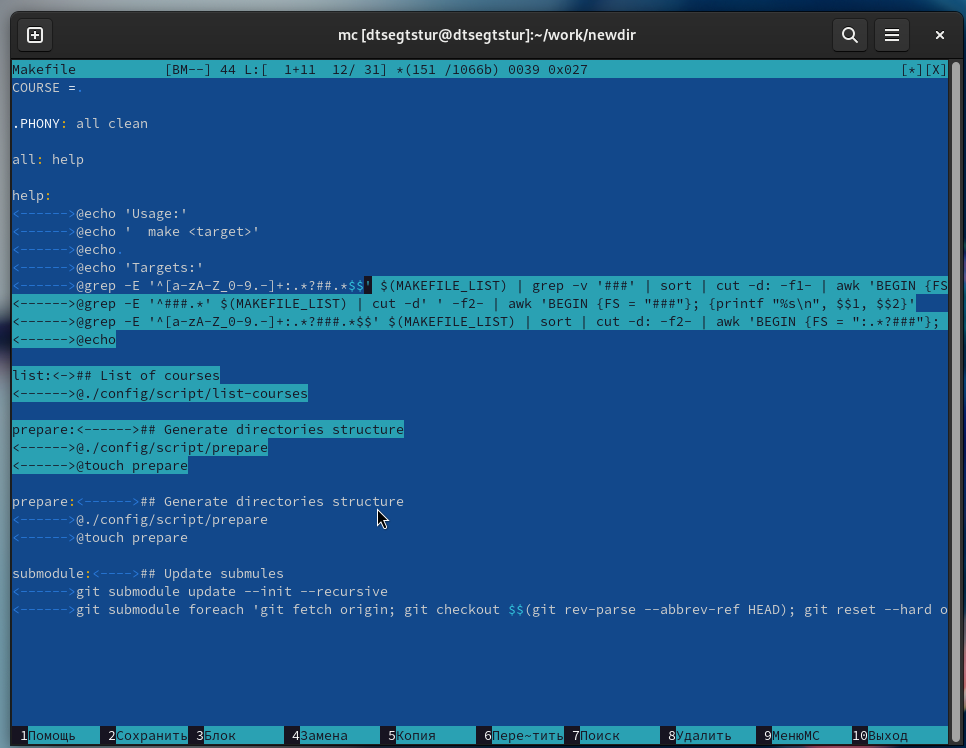 mc [dtsegtstur@dtsegtstur]:~/work/newdir
Makefile           [BM--] 44 L:[  1+11  12/ 31] *(151 /1066b) 0039 0x027                                       [*][X]
COURSE =.
.PHONY: all clean
all: help
help:
<------>@echo 'Usage:'
<------>@echo '  make <target>'
<------>@echo.
<------>@echo 'Targets:'
<------>@grep -E '^[a-zA-Z_0-9.-]+:.*?##.*$$' $(MAKEFILE_LIST) | grep -v '###' | sort | cut -d: -f1- | awk 'BEGIN {FS
<------>@grep -E '^###.*' $(MAKEFILE_LIST) | cut -d' ' -f2- | awk 'BEGIN {FS = "###"}; {printf "%s\n", $$1, $$2}'
<------>@grep -E '^[a-zA-Z_0-9.-]+:.*?###.*$$' $(MAKEFILE_LIST) | sort | cut -d: -f2- | awk 'BEGIN {FS = ":.*?###"};
<------>@echo
list:<->## List of courses
<------>@./config/script/list-courses
prepare:<------>## Generate directories structure
<------>@./config/script/prepare
<------>@touch prepare
prepare:<------>## Generate directories structure
<------>@./config/script/prepare
<------>@touch prepare
submodule:<---->## Update submules
<------>git submodule update --init --recursive
<------>git submodule foreach 'git fetch origin; git checkout $$(git rev-parse --abbrev-ref HEAD); git reset --hard o
1Помощь 2Сохранить 3Блок 4Замена 5Копия 6Пере~тить 7Поиск 8Удалить 9МенюMC 10Выход